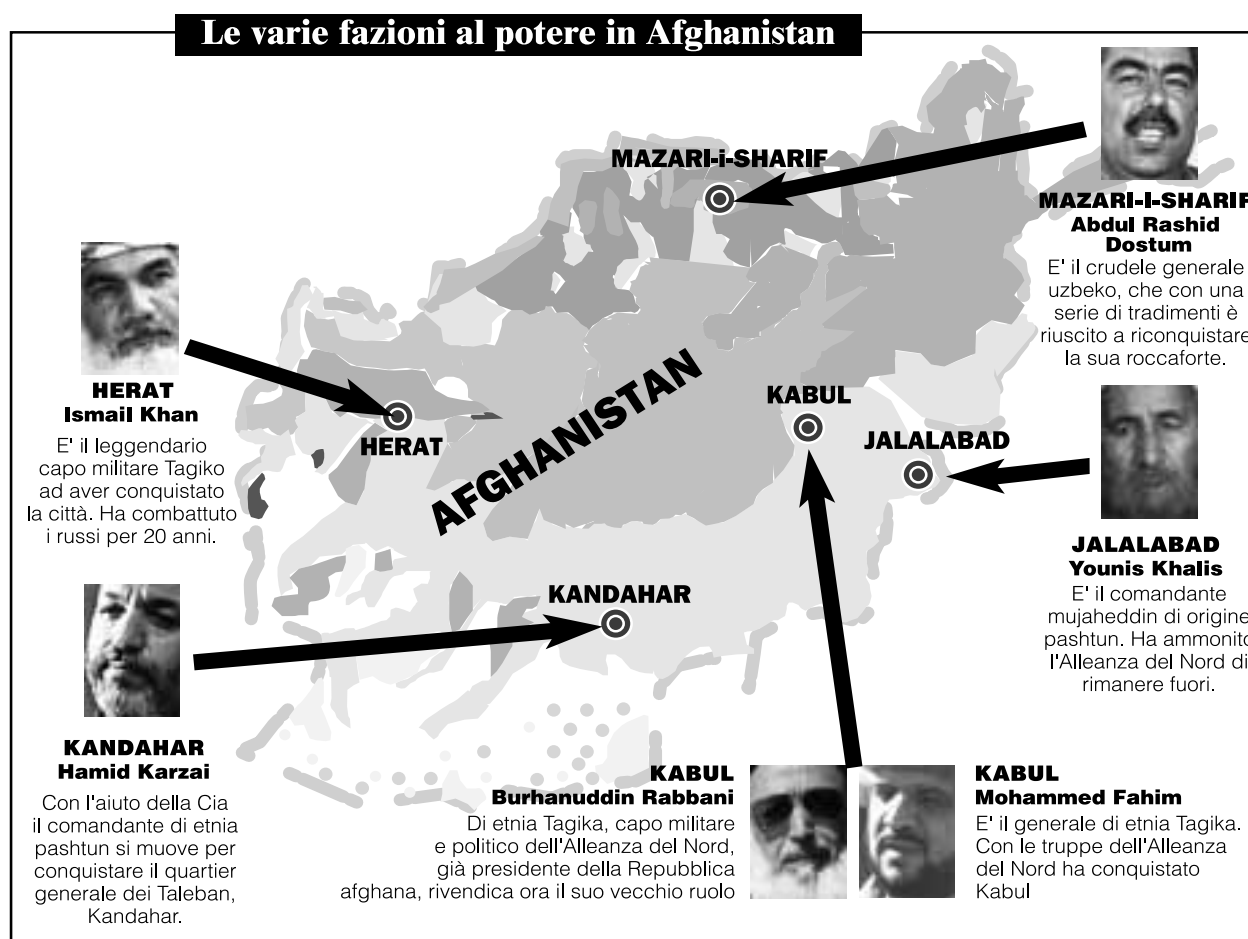 Le varie fazioni al potere in Afghanistan
MAZARI-i-SHARIF
HERAT
AFGHANISTAN
KABUL
JALALABAD
KANDAHAR
MAZARI-I-SHARIF
Abdul Rashid
Dostum
E' il crudele generale
uzbeko, che con una
serie di tradimenti è
riuscito a riconquistare
la sua roccaforte.
HERAT
Ismail Khan
E' il leggendario
capo militare Tagiko
ad aver conquistato
la città. Ha combattuto
i russi per 20 anni.
JALALABAD
Younis Khalis
E' il comandante
mujaheddin di origine
pashtun. Ha ammonito
l'Alleanza del Nord di
rimanere fuori.
KANDAHAR
Hamid Karzai
Con l'aiuto della Cia
il comandante di etnia
pashtun si muove per
conquistare il quartier
generale dei Taleban,
Kandahar.
KABUL
Burhanuddin Rabbani
Di etnia Tagika, capo militare
e politico dell'Alleanza del Nord,
già presidente della Repubblica
afghana, rivendica ora il suo vecchio ruolo
KABUL
Mohammed Fahim
E' il generale di etnia Tagika.
Con le truppe dell'Alleanza
del Nord ha conquistato
Kabul